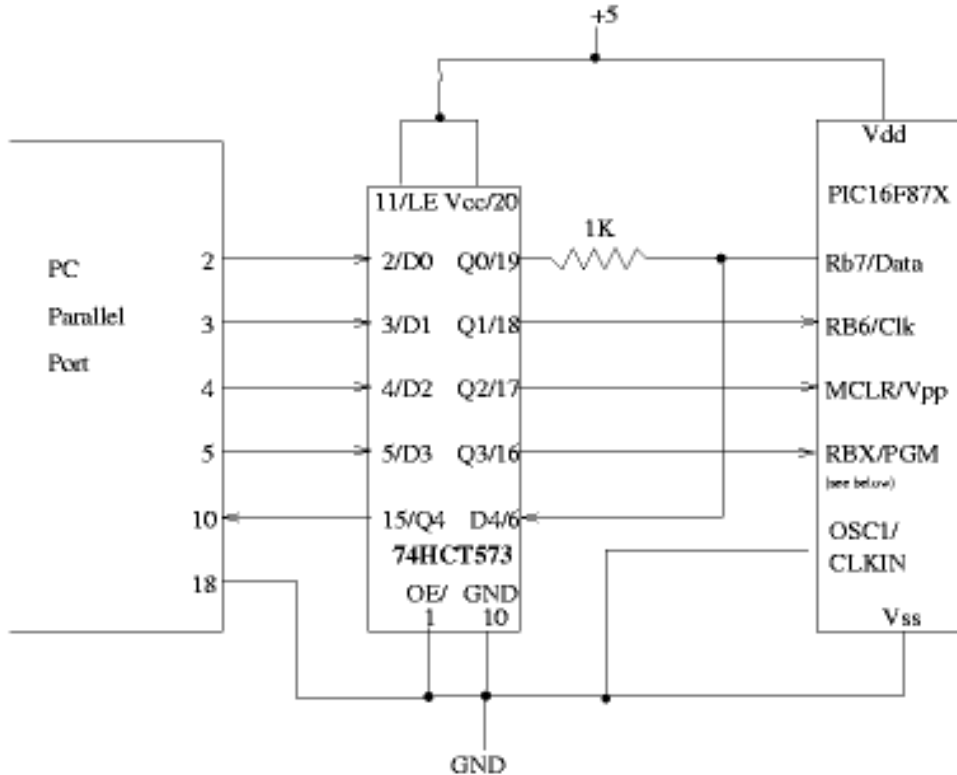 +5
Vdd
PIC16F87X
11/LE Vcc/20
1K
PC
Parallel
Port
2
2/D0 Q0/19
Rb7/Data
3
3/D1 Q1/18
RB6/Clk
4
4/D2 Q2/17
MCLR/Vpp
5
5/D3 Q3/16
RBX/PGM
(see below)
10
15/Q4 D4/6
OSC1/
CLKIN
74HCT573
18
OE/ GND
1 10
Vss
GND